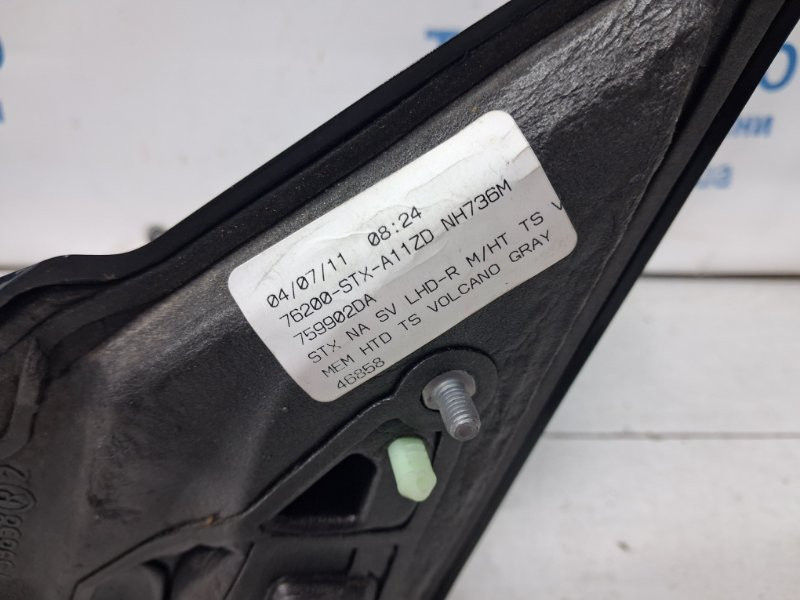 04/07/11 08:24
76200-STX-A11ZD NH736M
759902DA
STX NA SV LHD-R M/HT TS V
MEM HTD TS VOLCANO GRAY
46858